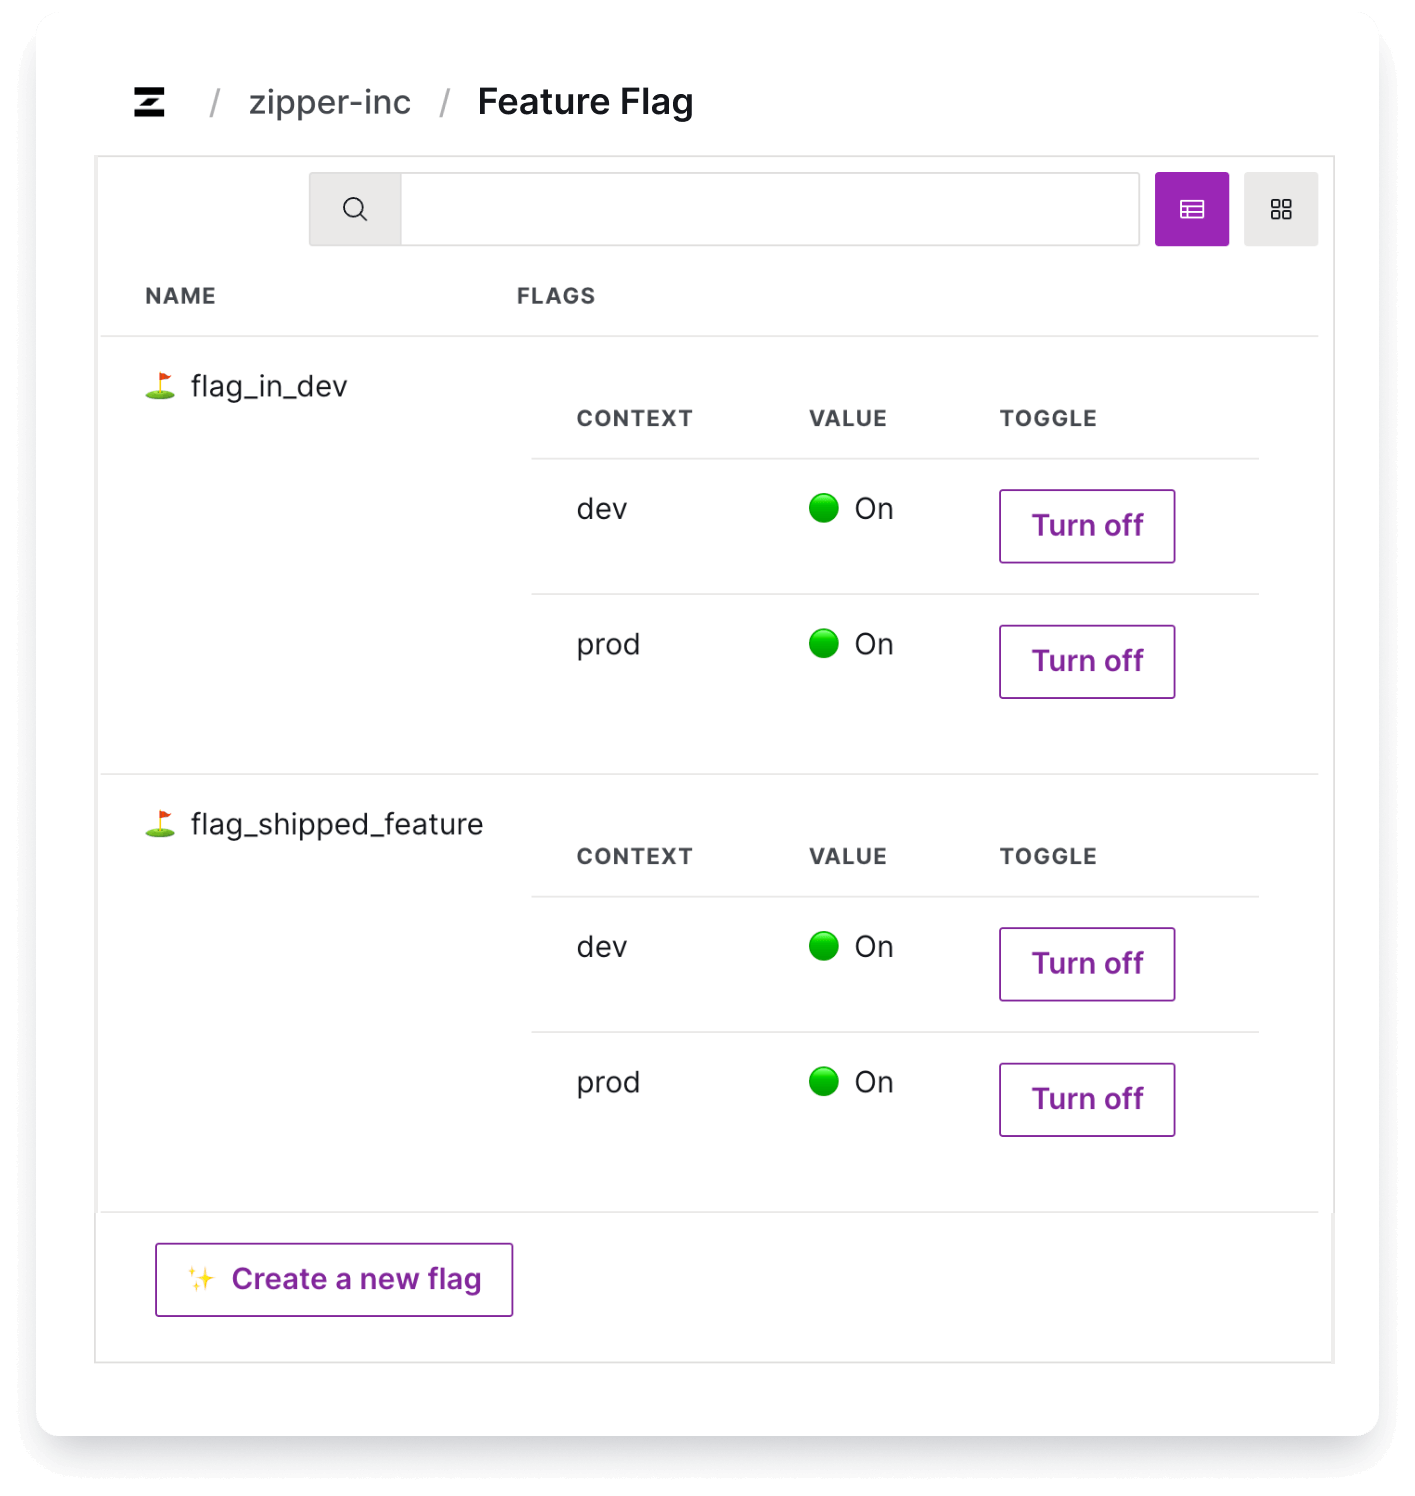 / zipper-inc / Feature Flag
NAME FLAGS
flag_in_dev
CONTEXT VALUE TOGGLE
dev On Turn off
prod On Turn off
flag_shipped_feature
CONTEXT VALUE TOGGLE
dev On Turn off
prod On Turn off
Create a new flag